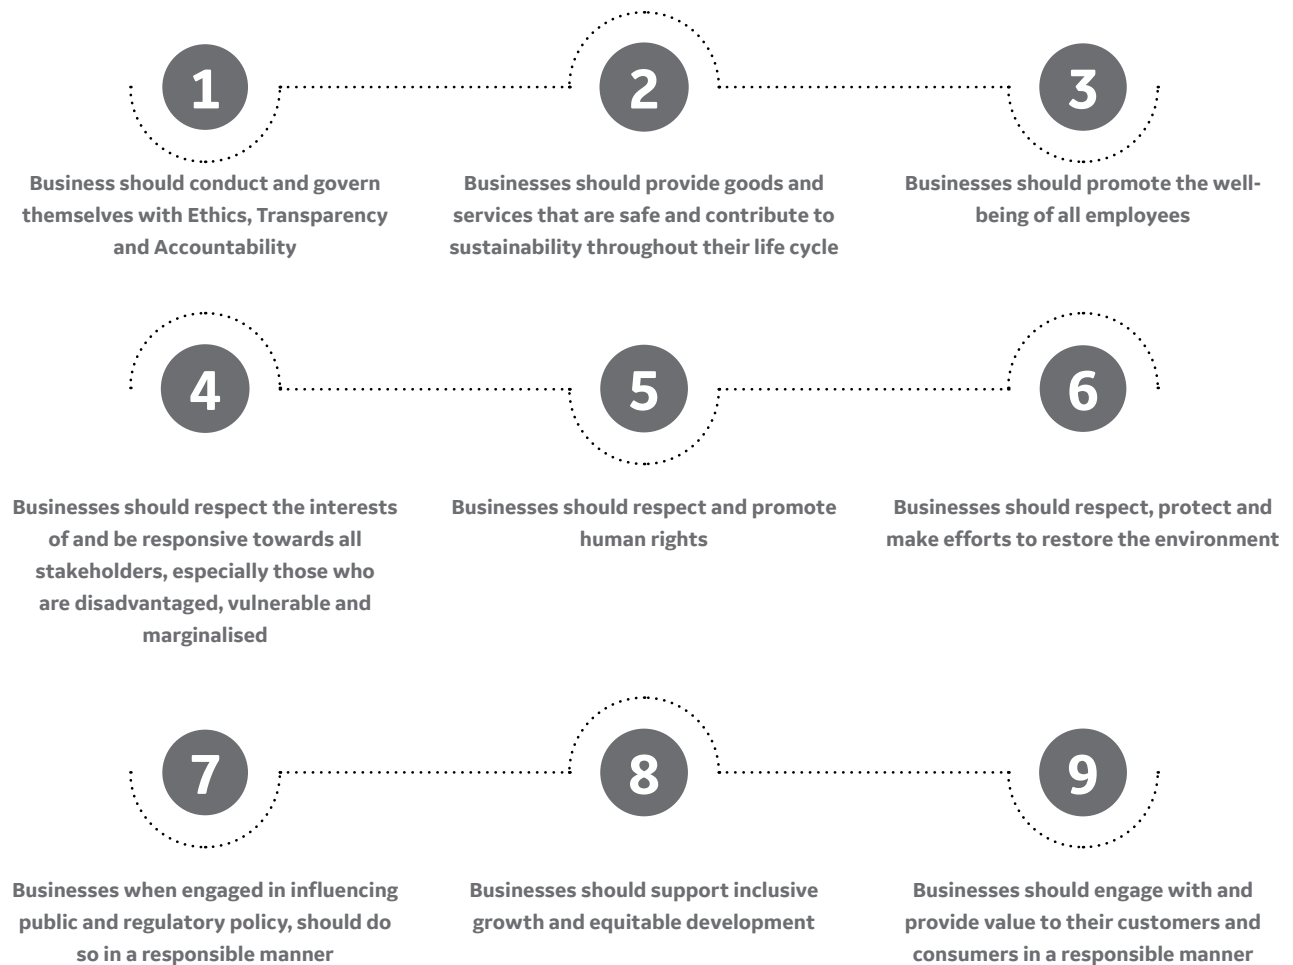 1
Business should conduct and govern
themselves with Ethics, Transparency
and Accountability
2
Businesses should provide goods and
services that are safe and contribute to
sustainability throughout their life cycle
3
Businesses should promote the well-
being of all employees
4
Businesses should respect the interests
of and be responsive towards all
stakeholders, especially those who
are disadvantaged, vulnerable and
marginalised
5
Businesses should respect and promote
human rights
6
Businesses should respect, protect and
make efforts to restore the environment
7
Businesses when engaged in influencing
public and regulatory policy, should do
so in a responsible manner
8
Businesses should support inclusive
growth and equitable development
9
Businesses should engage with and
provide value to their customers and
consumers in a responsible manner